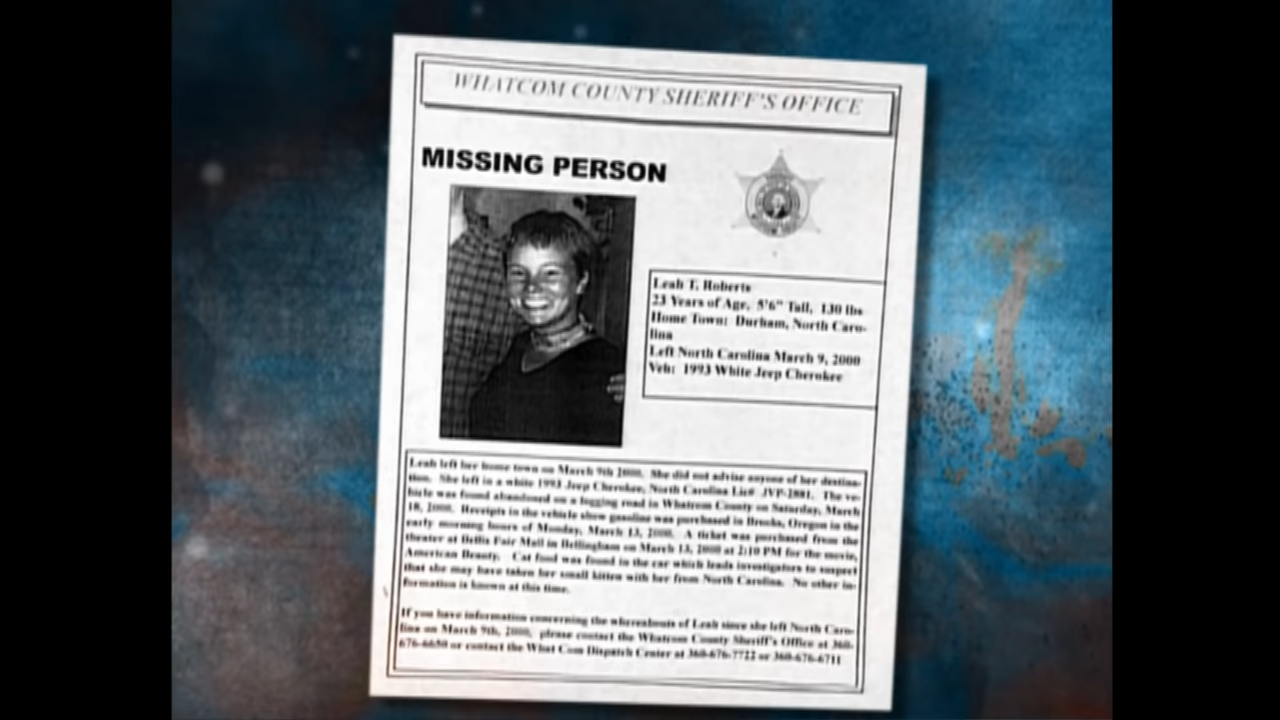 WHATCOM COUNTY SHERIFF'S OFFICE
MISSING PERSON
Leah T. Roberts
23 Years of Age, 5'6" Tall, 130 lbs
Home Town: Durham, North Caro-
lina
Left North Carolina March 9, 2000
Veh: 1993 White Jeep Cherokee
Leah left her home town on March 9th 2000. She did not advise anyone of her destina-
tion. She left in a white 1993 Jeep Cherokee, North Carolina Lic# JVP-2881. The ve-
hicle was found abandoned on a logging road in Whatcom County on Saturday, March
18, 2000. Receipts in the vehicle show gasoline was purchased in Brooks, Oregon in the
early morning hours of Monday, March 13, 2000. A ticket was purchased from the
theater at Bellis Fair Mall in Bellingham on March 13, 2000 at 2:10 PM for the movie,
American Beauty. Cat food was found in the car which leads investigators to suspect
that she may have taken her small kitten with her from North Carolina. No other in-
formation is known at this time.
If you have information concerning the whereabouts of Leah since she left North Caro-
lina on March 9th, 2000, please contact the Whatcom County Sheriff's Office at 360-
676-6650 or contact the What Com Dispatch Center at 360-676-7722 or 360-676-6711